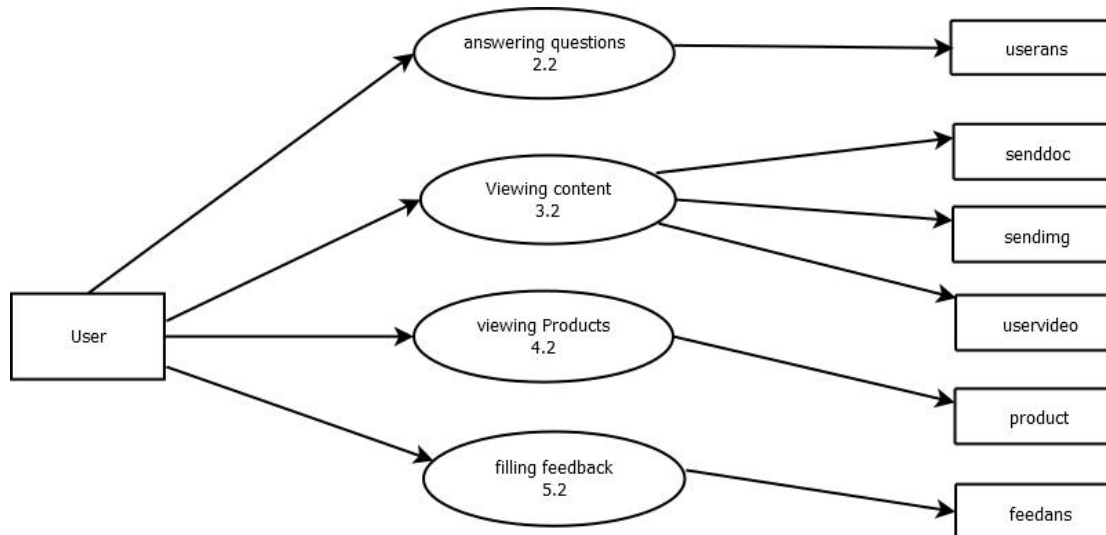 answering questions
2.2
userans
Viewing content
3.2
senddoc
sendimg
uservideo
User
viewing Products
4.2
product
filling feedback
5.2
feedans